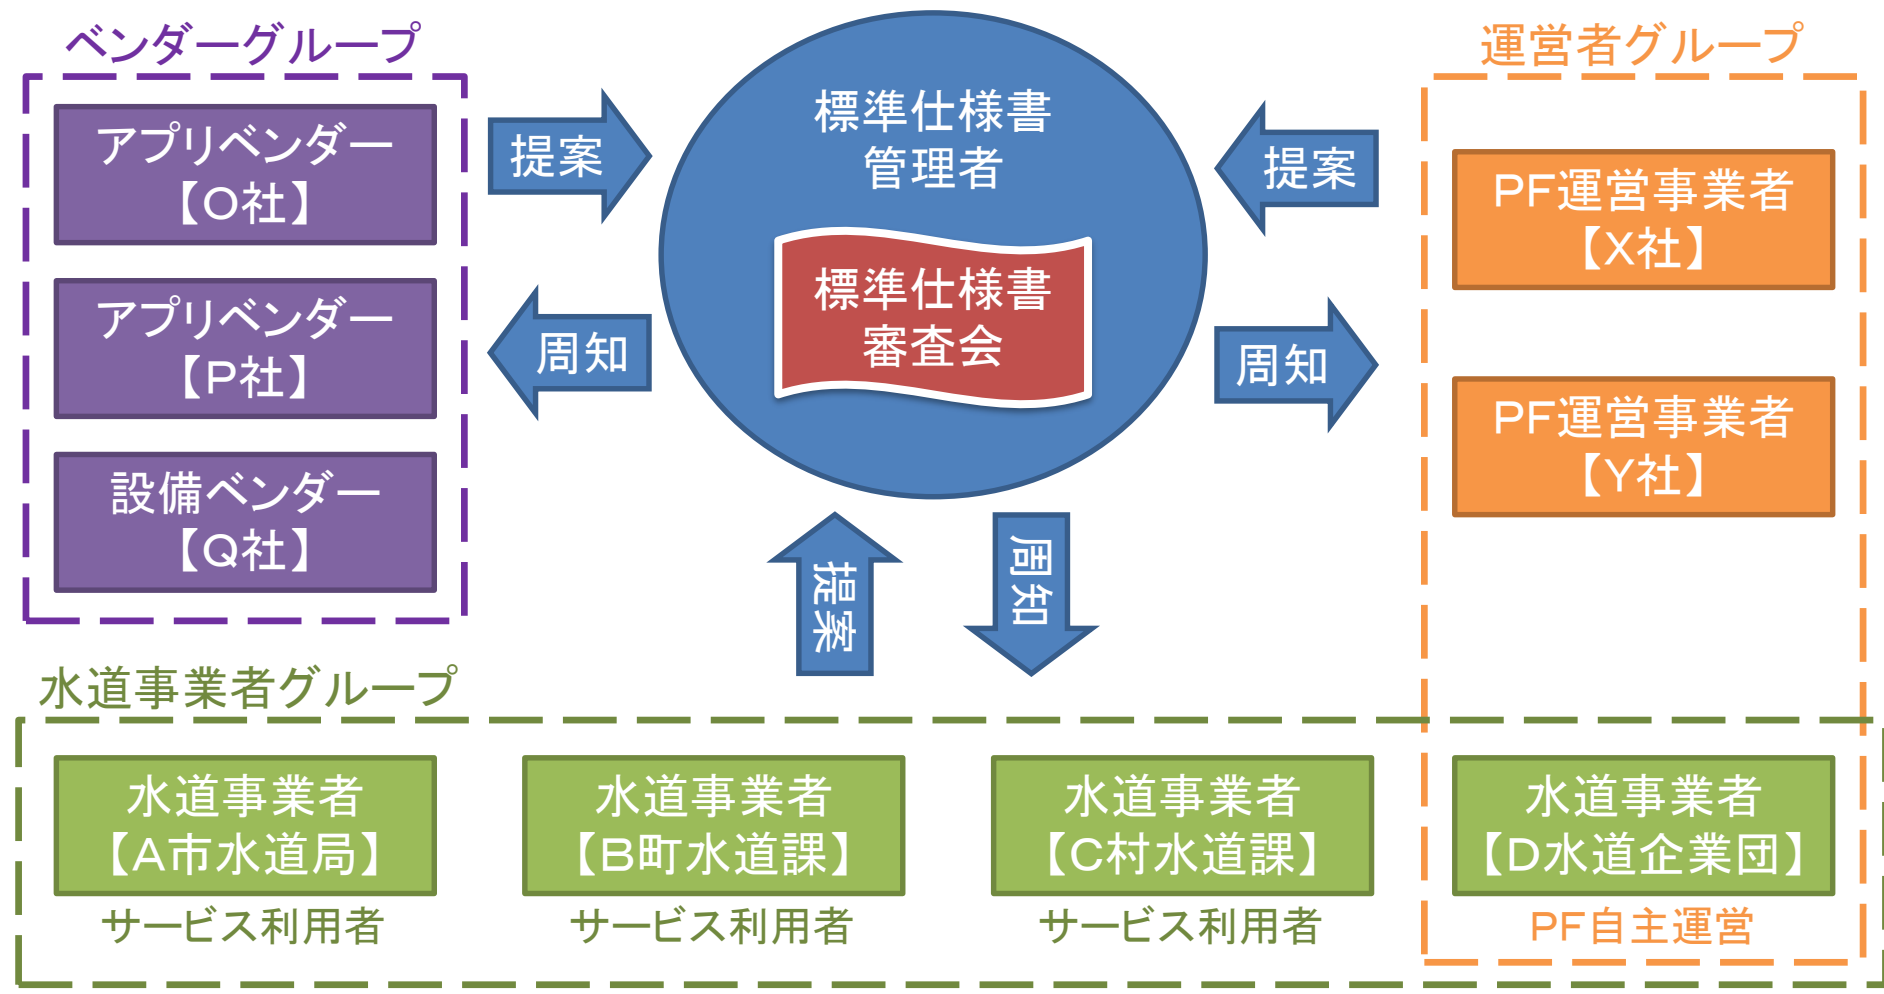 ベンダーグループ
アプリベンダー
【O社】
アプリベンダー
【P社】
設備ベンダー
【Q社】
提案
周知
標準仕様書
管理者
標準仕様書
審査会
提案
周知
運営者グループ
PF運営事業者
【X社】
PF運営事業者
【Y社】
提案
周知
水道事業者グループ
水道事業者
【A市水道局】
サービス利用者
水道事業者
【B町水道課】
サービス利用者
水道事業者
【C村水道課】
サービス利用者
水道事業者
【D水道企業団】
PF自主運営